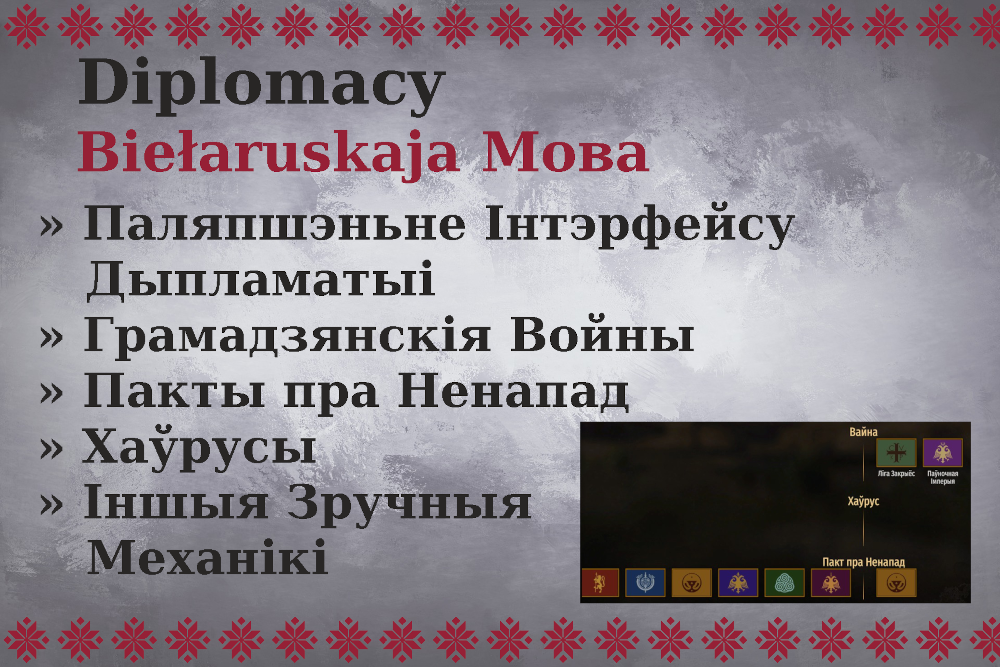 Diplomacy
Biełaruskaja Мова
» Паляпшэньне Інтэрфейсу
Дыпламатыі
» Грамадзянскія Войны
» Пакты пра Ненапад
» Хаўрусы
» Іншыя Зручныя
Механікі
Вайна
Ліга Закрыёс
Паўночная
Імперыя
Хаўрус
Пакт пра Ненапад